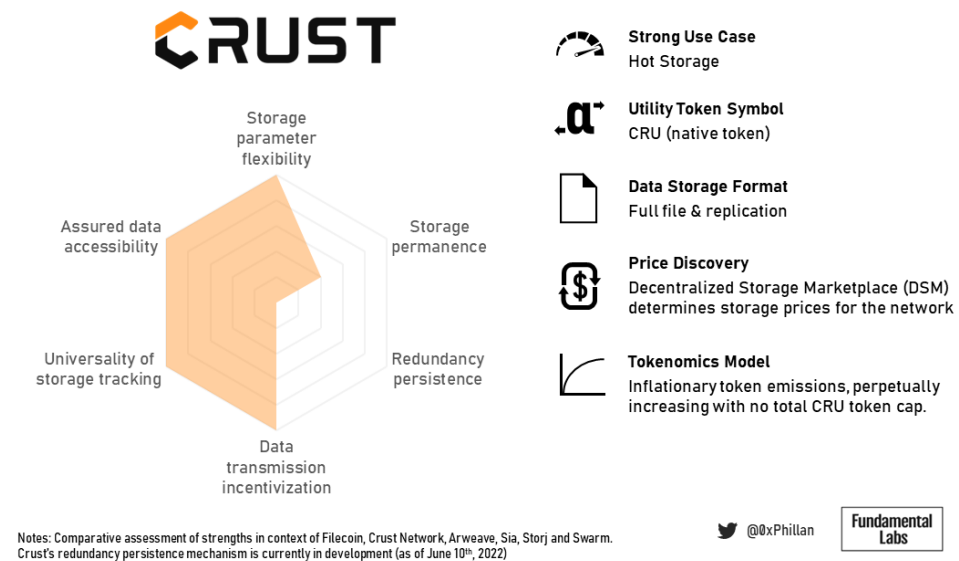 CRUST
Storage
parameter
flexibility
Assured data
accessibility
Storage
permanence
Universality of
storage tracking
Redundancy
persistence
Data
transmission
incentivization
Strong Use Case
Hot Storage
α
Utility Token Symbol
CRU (native token)
Data Storage Format
Full file & replication
$
Price Discovery
Decentralized Storage Marketplace (DSM)
determines storage prices for the network
Tokenomics Model
Inflationary token emissions, perpetually
increasing with no total CRU token cap.
Notes: Comparative assessment of strengths in context of Filecoin, Crust Network, Arweave, Sia, Storj and Swarm.
Crust's redundancy persistence mechanism is currently in development (as of June 10th, 2022)
@0xPhillan
Fundamental
Labs